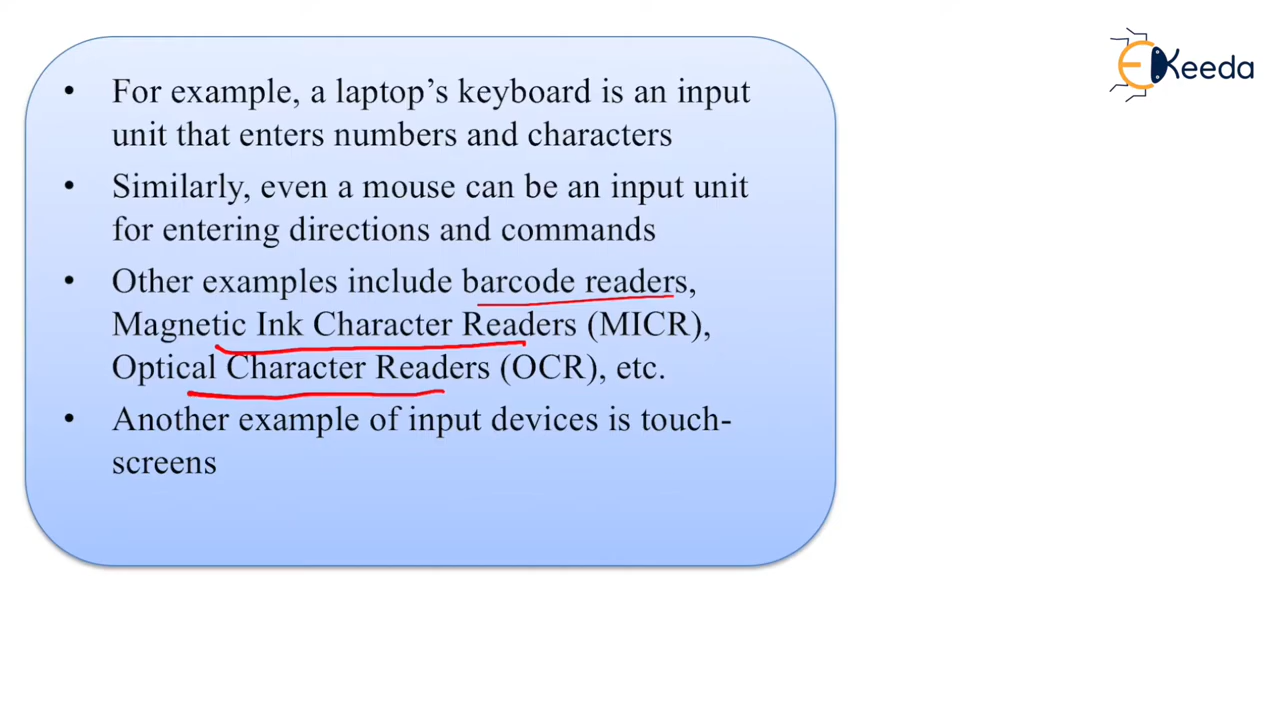 EKeeda
• For example, a laptop’s keyboard is an input
unit that enters numbers and characters
• Similarly, even a mouse can be an input unit
for entering directions and commands
• Other examples include barcode readers,
Magnetic Ink Character Readers (MICR),
Optical Character Readers (OCR), etc.
• Another example of input devices is touch-
screens